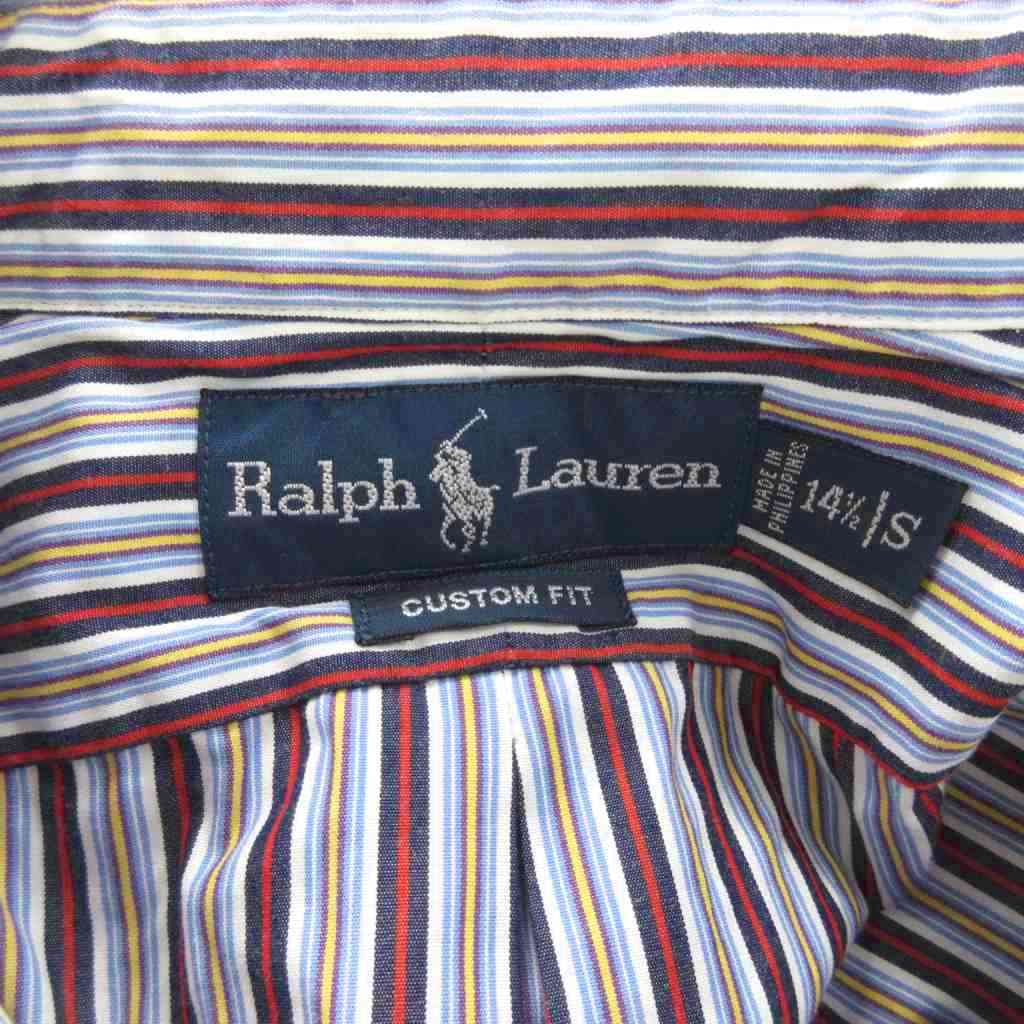 Ralph Lauren
MADE IN
PHILIPPINES
14½ | S
CUSTOM FIT